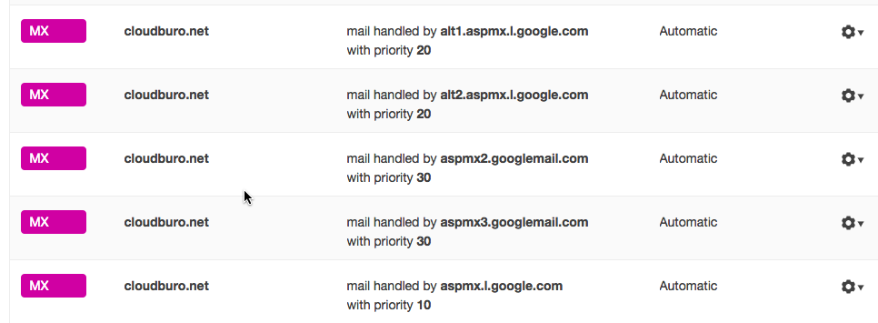 MX cloudburo.net mail handled by alt1.aspmx.l.google.com Automatic
with priority 20
MX cloudburo.net mail handled by alt2.aspmx.l.google.com Automatic
with priority 20
MX cloudburo.net mail handled by aspmx2.googlemail.com Automatic
with priority 30
MX cloudburo.net mail handled by aspmx3.googlemail.com Automatic
with priority 30
MX cloudburo.net mail handled by aspmx.l.google.com Automatic
with priority 10